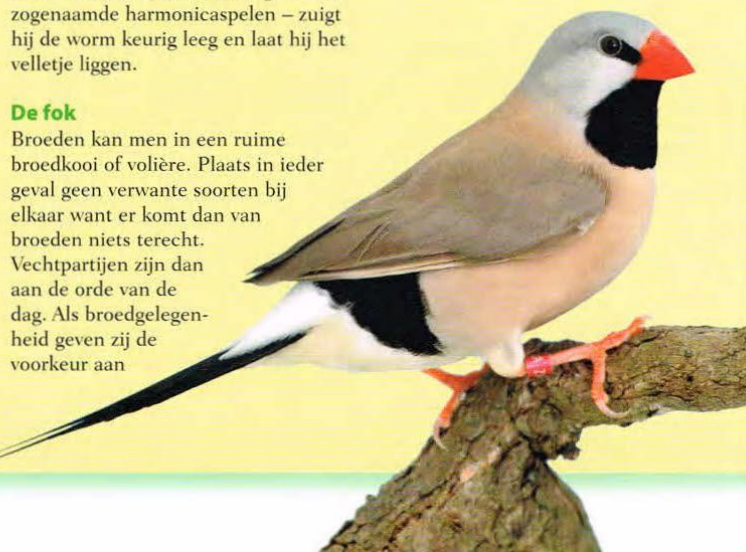 zogenaamde harmonicaspelen – zuigt
hij de worm keurig leeg en laat hij het
velletje liggen.
De fok
Broeden kan men in een ruime
broedkooi of volière. Plaats in ieder
geval geen verwante soorten bij
elkaar want er komt dan van
broeden niets terecht.
Vechtpartijen zijn dan
aan de orde van de
dag. Als broedgelegen-
heid geven zij de
voorkeur aan